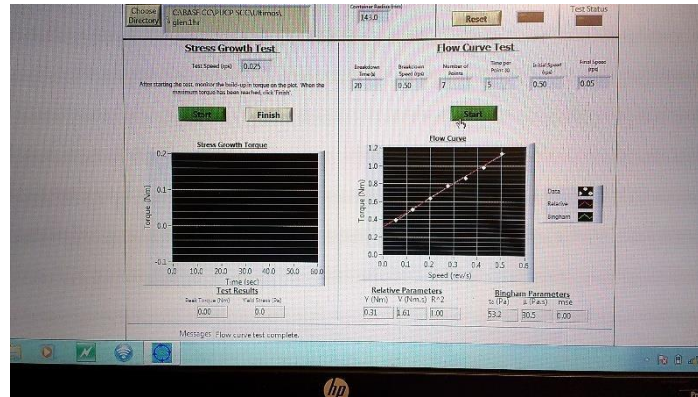 Choose
Directory
C:\BASE CC\PUCP SCC\Ultimos\
glen.1hr
Container Radius (mm)
143.0
Reset
Test Status
Stress Growth Test
Test Speed (rps) 0.025
After starting the test, monitor the build-up in torque on the plot. When the
maximum torque has been reached, click 'Finish'.
Start Finish
Stress Growth Torque
Torque (Nm)
0.2
0.1
0.0
-0.1
0.0 10.0 20.0 30.0 40.0 50.0 60.0
Time (sec)
Test Results
Peak Torque (Nm) Yield Stress (Pa)
0.00 0.0
Flow Curve Test
Breakdown
Time (s)
Breakdown
Speed (rps)
Number of
Points
Time per
Point (s)
Initial Speed
(rps)
Final Speed
(rps)
20 0.50 7 5 0.50 0.05
Start
Flow Curve
Torque (Nm)
1.2
1.0
0.8
0.6
0.4
0.2
0.0
0.0 0.1 0.2 0.3 0.4 0.5 0.6
Speed (rev/s)
Data
Relative
Bingham
Relative Parameters
Y (Nm) V (Nm.s) R^2
0.31 1.61 1.00
Bingham Parameters
to (Pa) µ (Pa.s) mse
53.2 30.5 0.00
Messages Flow curve test complete.
hp